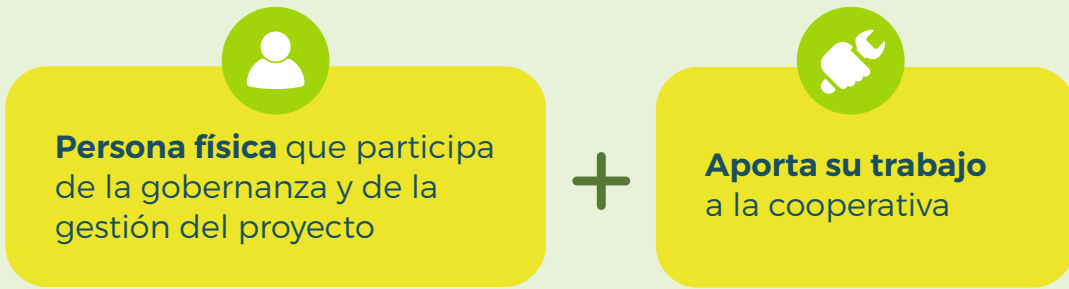 Persona física que participa
de la gobernanza y de la
gestión del proyecto
+
Aporta su trabajo
a la cooperativa